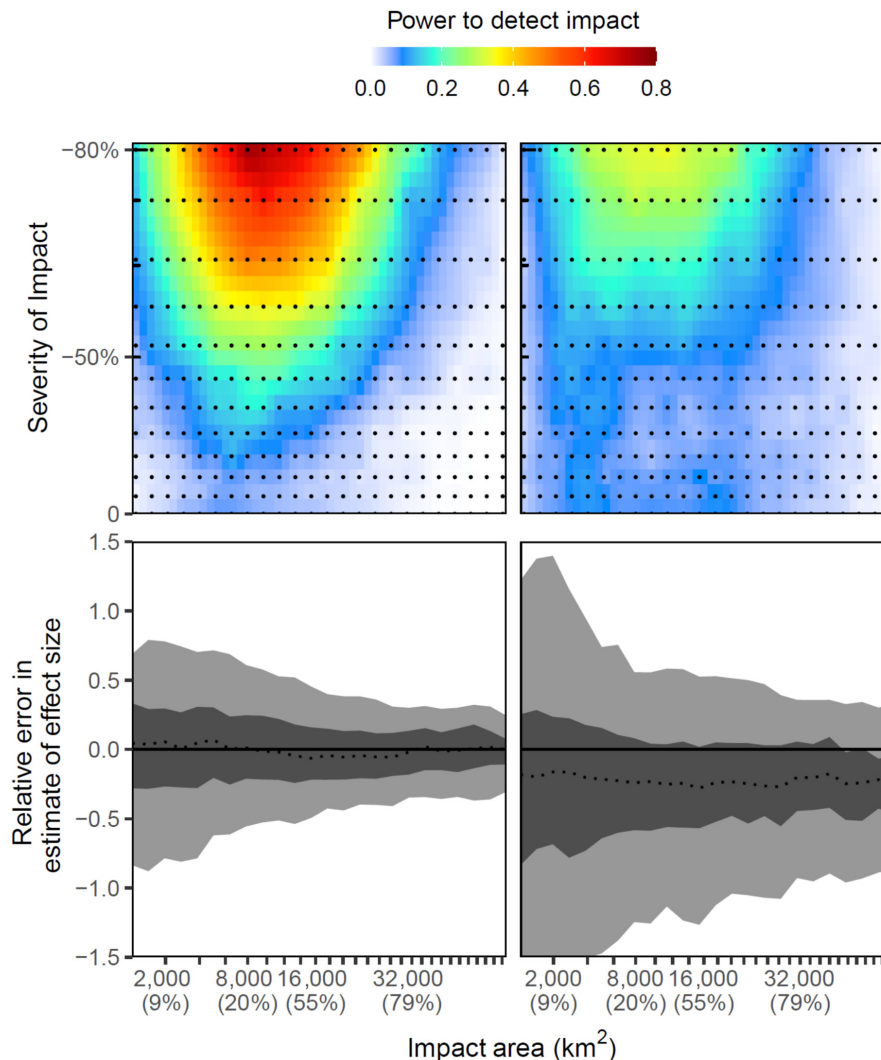 Power to detect impact
0.0 0.2 0.4 0.6 0.8
−80%
−50%
0
Severity of Impact
1.5
1.0
0.5
0.0
−0.5
−1.0
−1.5
Relative error in
estimate of effect size
2,000 8,000 16,000 32,000 2,000 8,000 16,000 32,000
(9%) (20%) (55%) (79%) (9%) (20%) (55%) (79%)
Impact area (km²)